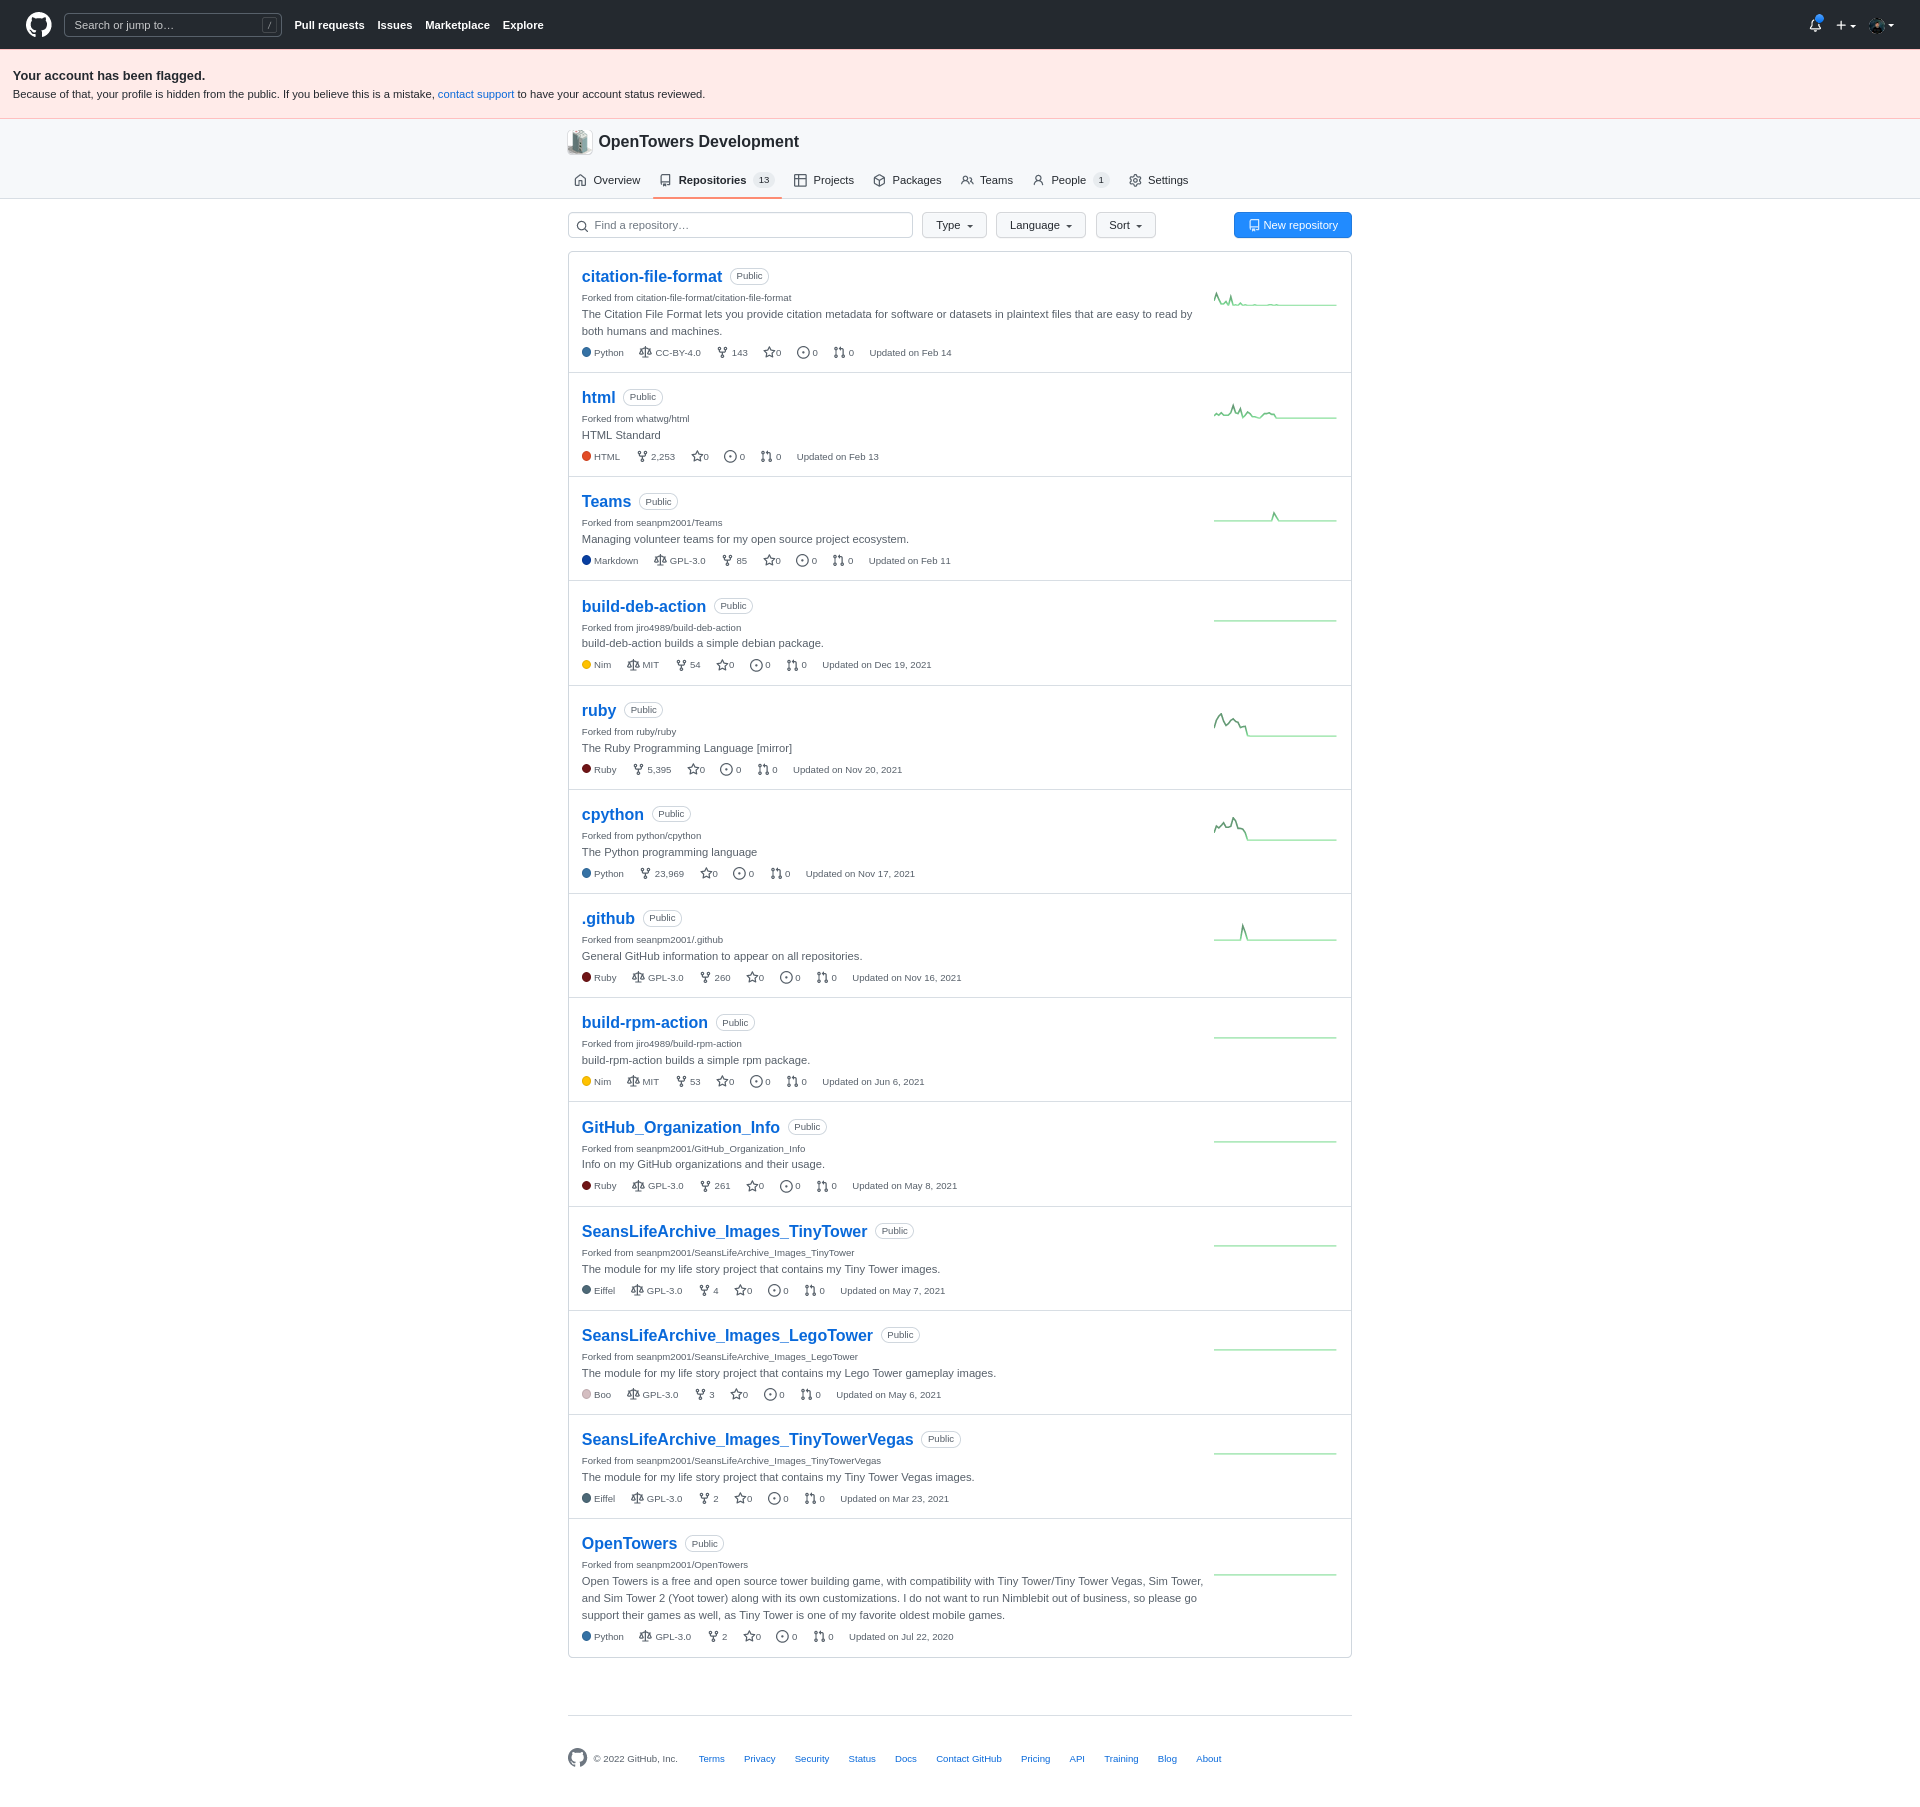 Search or jump to… /
Pull requests Issues Marketplace Explore
Your account has been flagged.
Because of that, your profile is hidden from the public. If you believe this is a mistake, contact support to have your account status reviewed.
OpenTowers Development
Overview Repositories 13 Projects Packages Teams People 1 Settings
Find a repository… Type Language Sort New repository
citation-file-format Public
Forked from citation-file-format/citation-file-format
The Citation File Format lets you provide citation metadata for software or datasets in plaintext files that are easy to read by
both humans and machines.
Python CC-BY-4.0 143 0 0 0 Updated on Feb 14
html Public
Forked from whatwg/html
HTML Standard
HTML 2,253 0 0 0 Updated on Feb 13
Teams Public
Forked from seanpm2001/Teams
Managing volunteer teams for my open source project ecosystem.
Markdown GPL-3.0 85 0 0 0 Updated on Feb 11
build-deb-action Public
Forked from jiro4989/build-deb-action
build-deb-action builds a simple debian package.
Nim MIT 54 0 0 0 Updated on Dec 19, 2021
ruby Public
Forked from ruby/ruby
The Ruby Programming Language [mirror]
Ruby 5,395 0 0 0 Updated on Nov 20, 2021
cpython Public
Forked from python/cpython
The Python programming language
Python 23,969 0 0 0 Updated on Nov 17, 2021
.github Public
Forked from seanpm2001/.github
General GitHub information to appear on all repositories.
Ruby GPL-3.0 260 0 0 0 Updated on Nov 16, 2021
build-rpm-action Public
Forked from jiro4989/build-rpm-action
build-rpm-action builds a simple rpm package.
Nim MIT 53 0 0 0 Updated on Jun 6, 2021
GitHub_Organization_Info Public
Forked from seanpm2001/GitHub_Organization_Info
Info on my GitHub organizations and their usage.
Ruby GPL-3.0 261 0 0 0 Updated on May 8, 2021
SeansLifeArchive_Images_TinyTower Public
Forked from seanpm2001/SeansLifeArchive_Images_TinyTower
The module for my life story project that contains my Tiny Tower images.
Eiffel GPL-3.0 4 0 0 0 Updated on May 7, 2021
SeansLifeArchive_Images_LegoTower Public
Forked from seanpm2001/SeansLifeArchive_Images_LegoTower
The module for my life story project that contains my Lego Tower gameplay images.
Boo GPL-3.0 3 0 0 0 Updated on May 6, 2021
SeansLifeArchive_Images_TinyTowerVegas Public
Forked from seanpm2001/SeansLifeArchive_Images_TinyTowerVegas
The module for my life story project that contains my Tiny Tower Vegas images.
Eiffel GPL-3.0 2 0 0 0 Updated on Mar 23, 2021
OpenTowers Public
Forked from seanpm2001/OpenTowers
Open Towers is a free and open source tower building game, with compatibility with Tiny Tower/Tiny Tower Vegas, Sim Tower,
and Sim Tower 2 (Yoot tower) along with its own customizations. I do not want to run Nimblebit out of business, so please go
support their games as well, as Tiny Tower is one of my favorite oldest mobile games.
Python GPL-3.0 2 0 0 0 Updated on Jul 22, 2020
© 2022 GitHub, Inc. Terms Privacy Security Status Docs Contact GitHub Pricing API Training Blog About